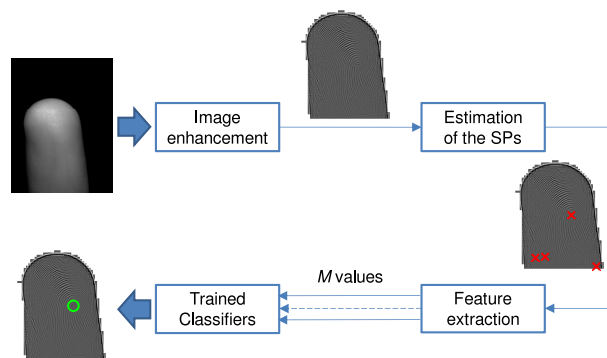 Image
enhancement
Estimation
of the SPs
M values
Trained
Classifiers
Feature
extraction